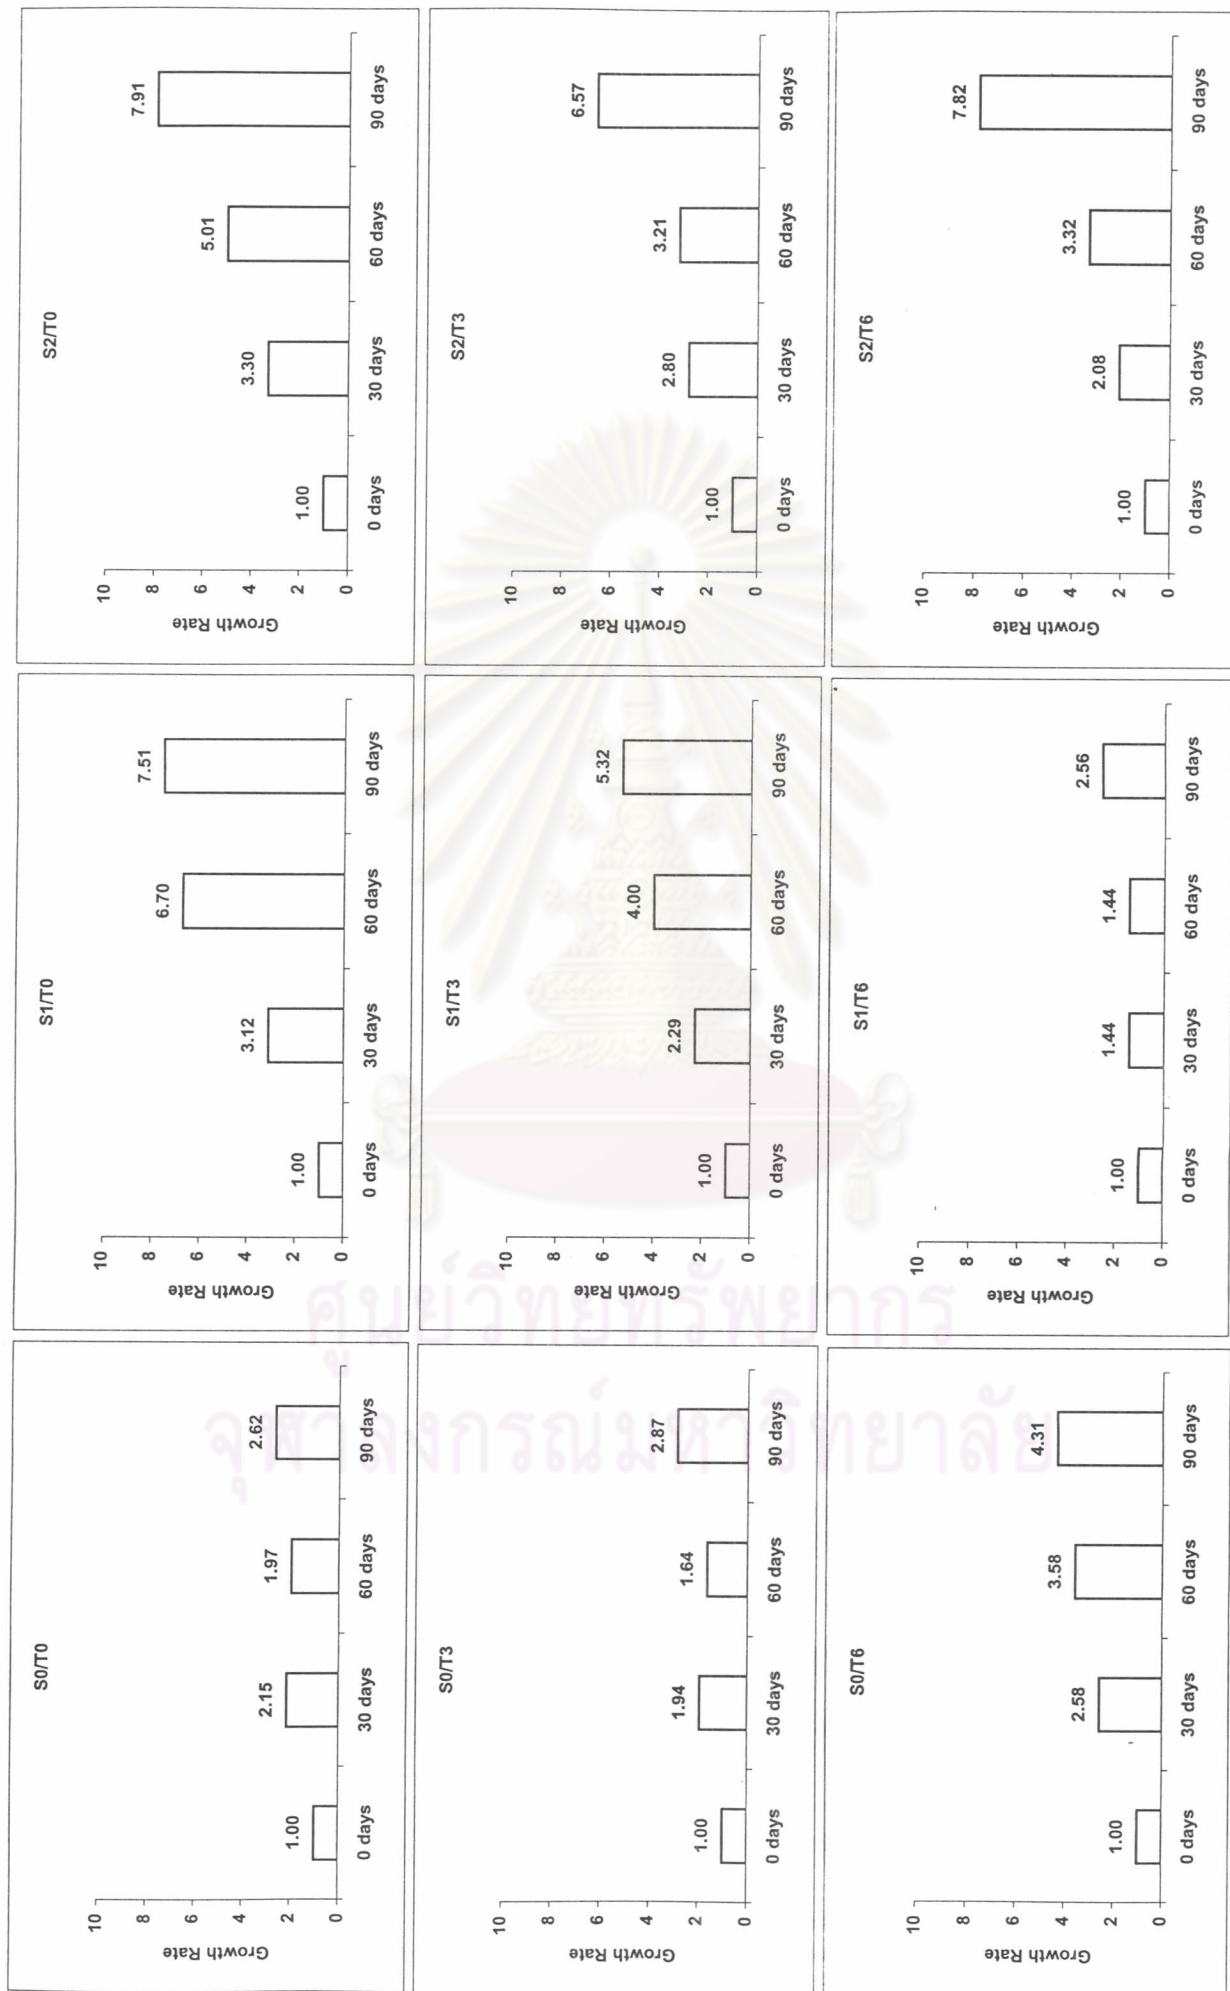 S0/T0
Growth Rate
10
8
6
4
2
0
1.00
2.15
1.97
2.62
0 days
30 days
60 days
90 days
S1/T0
Growth Rate
10
8
6
4
2
0
1.00
3.12
6.70
7.51
0 days
30 days
60 days
90 days
S2/T0
Growth Rate
10
8
6
4
2
0
1.00
3.30
5.01
7.91
0 days
30 days
60 days
90 days
S0/T3
Growth Rate
10
8
6
4
2
0
1.00
1.94
1.64
2.87
0 days
30 days
60 days
90 days
S1/T3
Growth Rate
10
8
6
4
2
0
1.00
2.29
4.00
5.32
0 days
30 days
60 days
90 days
S2/T3
Growth Rate
10
8
6
4
2
0
1.00
2.80
3.21
6.57
0 days
30 days
60 days
90 days
S0/T6
Growth Rate
10
8
6
4
2
0
1.00
2.58
3.58
4.31
0 days
30 days
60 days
90 days
S1/T6
Growth Rate
10
8
6
4
2
0
1.00
1.44
1.44
2.56
0 days
30 days
60 days
90 days
S2/T6
Growth Rate
10
8
6
4
2
0
1.00
2.08
3.32
7.82
0 days
30 days
60 days
90 days
ศูนย์วิทยทรัพยากร
จุฬาลงกรณ์มหาวิทยาลัย